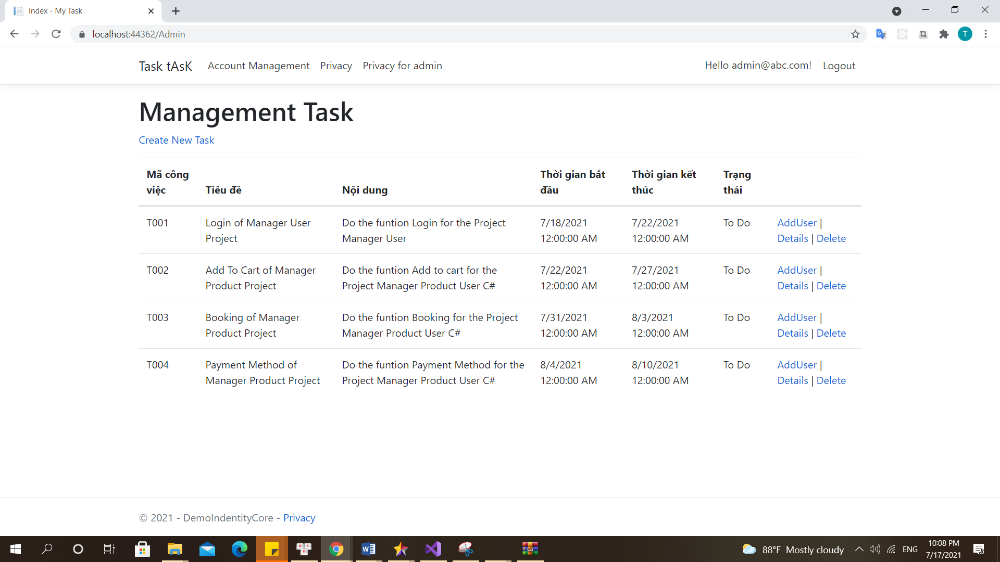 Index - My Task
localhost:44362/Admin
T
Task tAsK Account Management Privacy Privacy for admin Hello admin@abc.com! Logout
Management Task
Create New Task
Mã công việc
Tiêu đề
Nội dung
Thời gian bắt đầu
Thời gian kết thúc
Trạng thái
T001
Login of Manager User
Project
Do the funtion Login for the Project
Manager User
7/18/2021
12:00:00 AM
7/22/2021
12:00:00 AM
To Do
AddUser |
Details | Delete
T002
Add To Cart of Manager
Product Project
Do the funtion Add to cart for the
Project Manager Product User C#
7/22/2021
12:00:00 AM
7/27/2021
12:00:00 AM
To Do
AddUser |
Details | Delete
T003
Booking of Manager
Product Project
Do the funtion Booking for the Project
Manager Product User C#
7/31/2021
12:00:00 AM
8/3/2021
12:00:00 AM
To Do
AddUser |
Details | Delete
T004
Payment Method of
Manager Product Project
Do the funtion Payment Method for the
Project Manager Product User C#
8/4/2021
12:00:00 AM
8/10/2021
12:00:00 AM
To Do
AddUser |
Details | Delete
© 2021 - DemoIndentityCore - Privacy
88°F Mostly cloudy
ENG
10:08 PM
7/17/2021